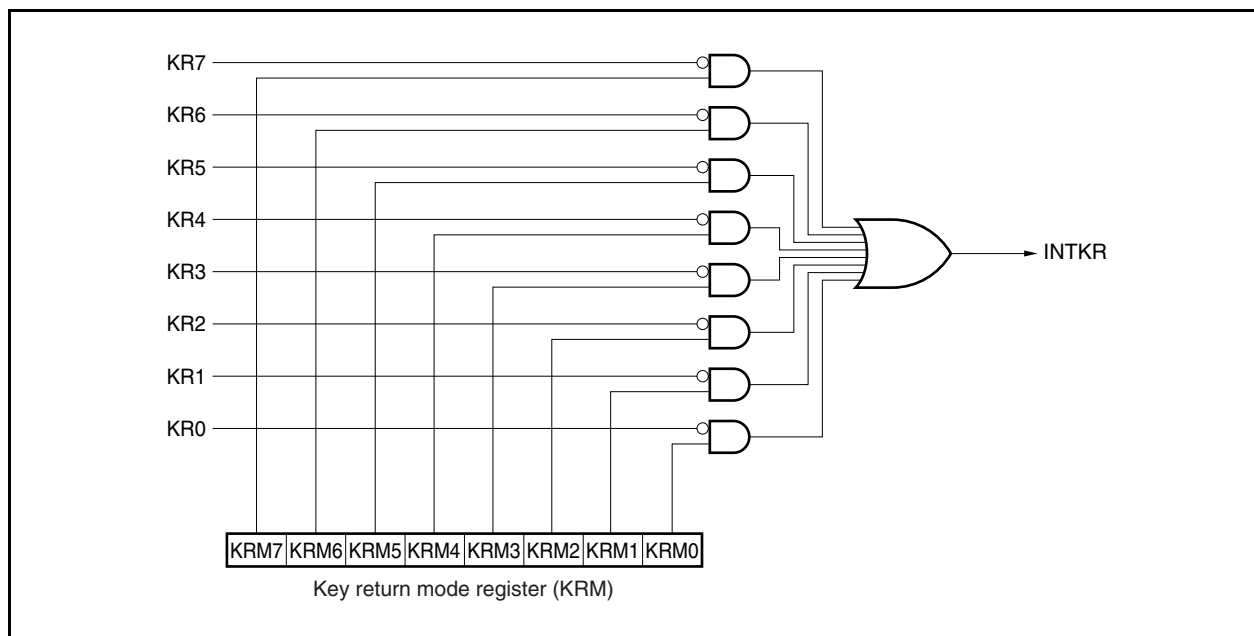 KR7
KR6
KR5
KR4
KR3
KR2
KR1
KR0
INTKR
KRM7 KRM6 KRM5 KRM4 KRM3 KRM2 KRM1 KRM0
Key return mode register (KRM)